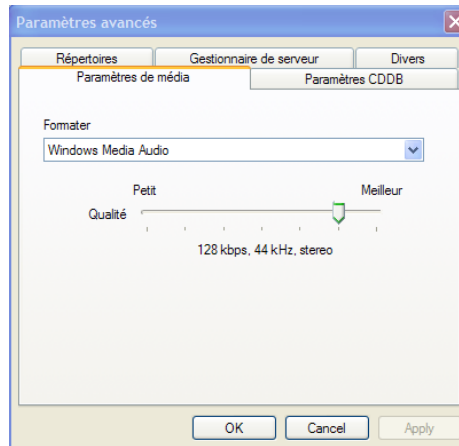 Paramètres avancés
Répertoires Gestionnaire de serveur Divers
Paramètres de média Paramètres CDDB
Formater
Windows Media Audio
Petit Meilleur
Qualité
128 kbps, 44 kHz, stereo
OK Cancel Apply